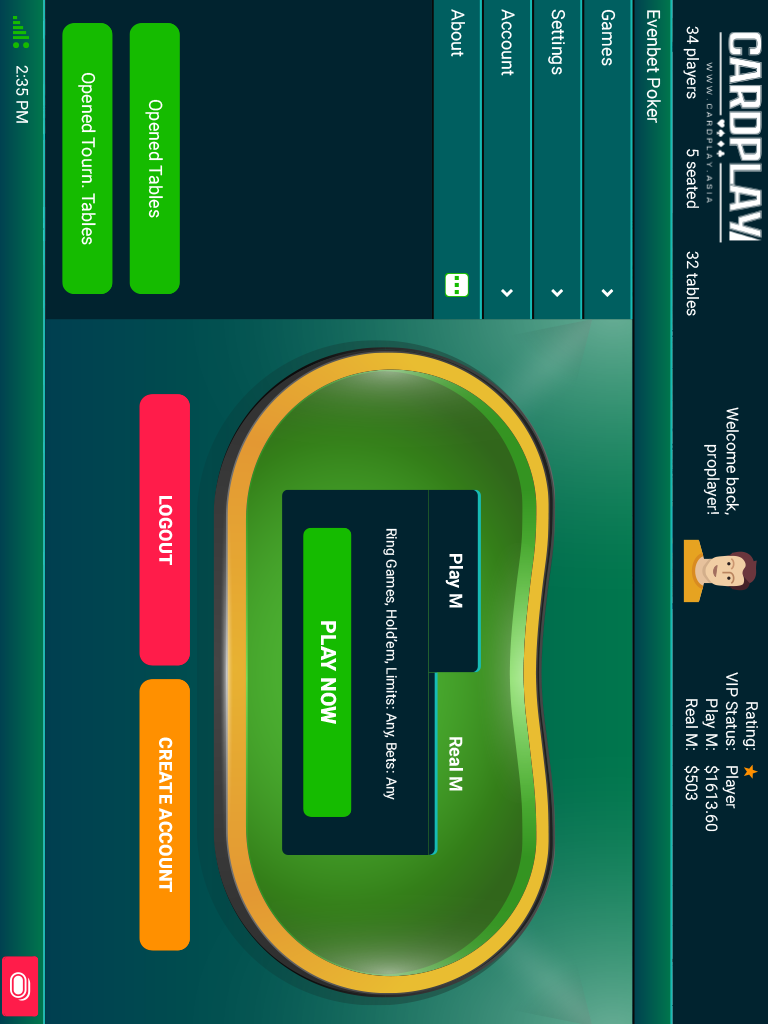 CARDPLAY
WWW.CARDPLAY.ASIA
34 players
5 seated
32 tables
Welcome back,
proplayer!
Rating:
VIP Status: Player
Play M: $1613.60
Real M: $503
Evenbet Poker
Games
Settings
Account
About
Play M
Real M
Ring Games, Hold'em, Limits: Any, Bets: Any
PLAY NOW
Opened Tables
Opened Tourn. Tables
LOGOUT
CREATE ACCOUNT
2:35 PM